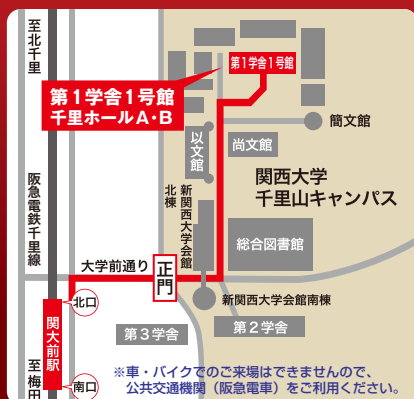 至北千里
第1学舎1号館
第1学舎1号館
千里ホールA・B
簡文館
以文館
尚文館
関西大学
千里山キャンパス
阪急電鉄千里線
新関西大学会館
北棟
総合図書館
大学前通り
正門
北口
新関西大学会館南棟
関大前駅
第3学舎
第2学舎
至梅田
南口
※車・バイクでのご来場はできませんので、
公共交通機関（阪急電車）をご利用ください。